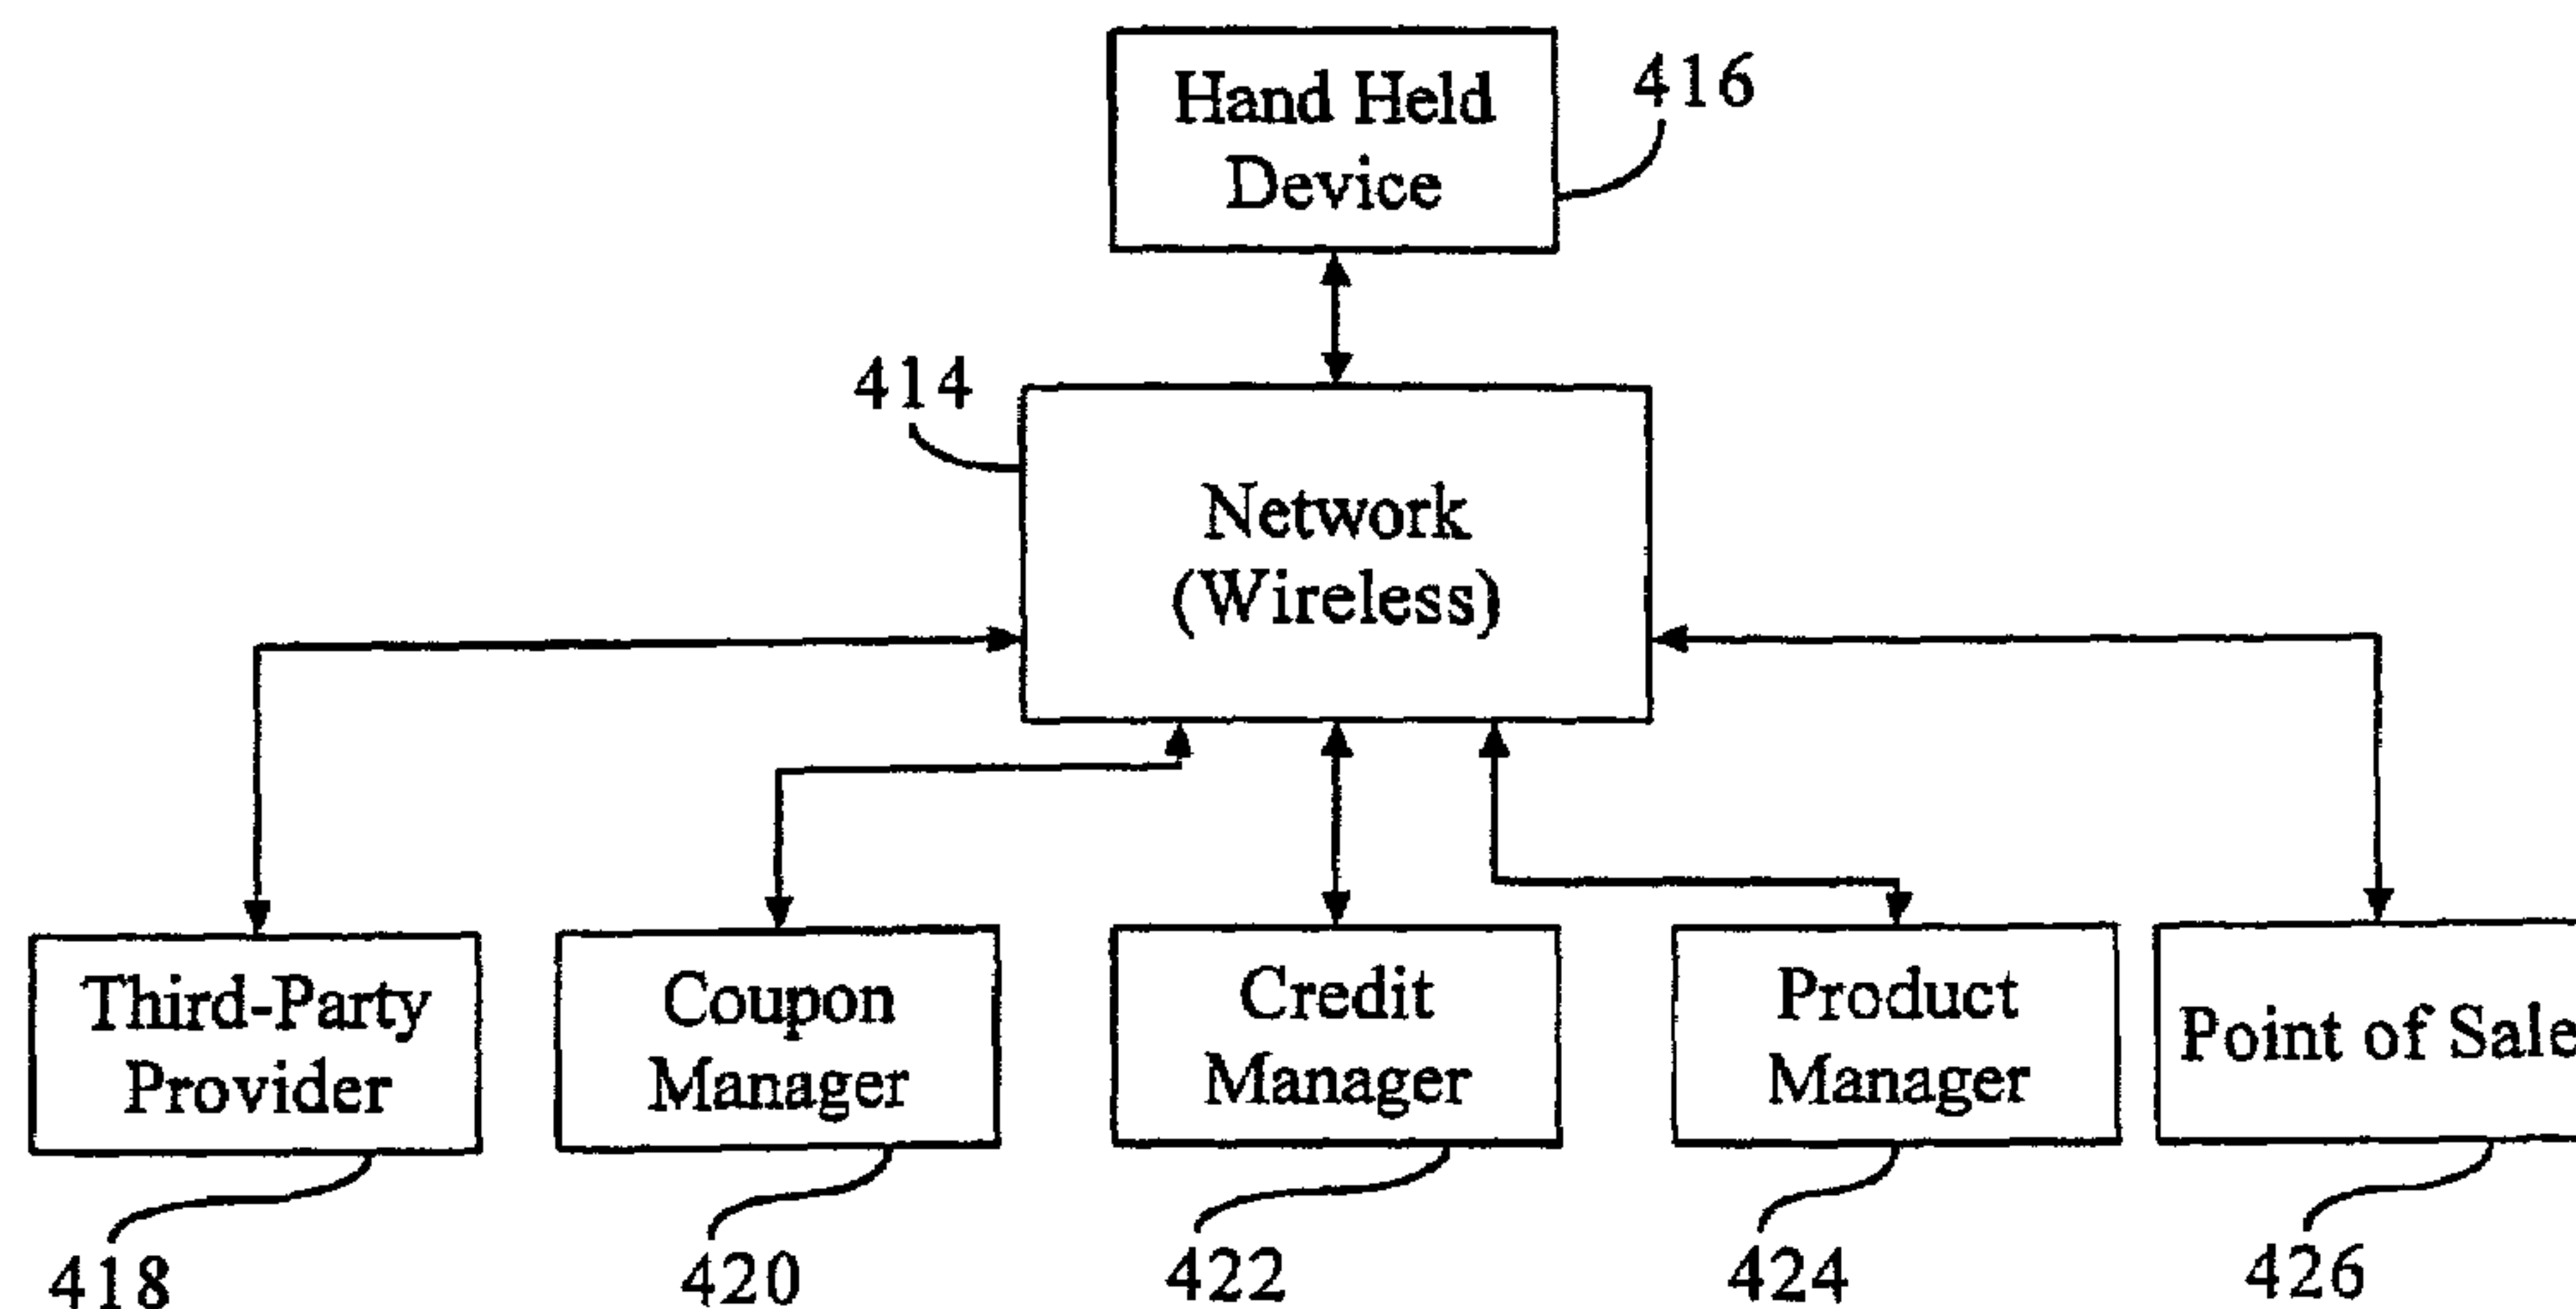 Hand Held
Device
416
414
Network
(Wireless)
Third-Party
Provider
Coupon
Manager
Credit
Manager
Product
Manager
Point of Sale
418
420
422
424
426